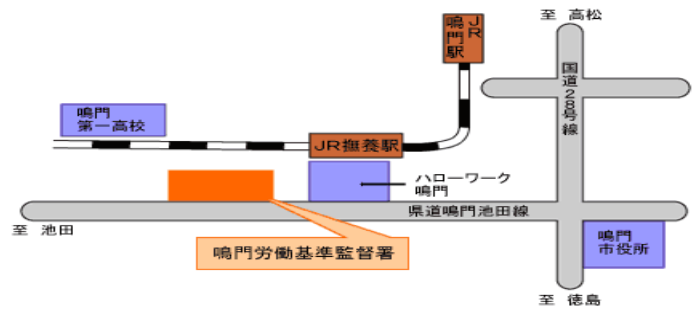 至 高松
JR
鳴門駅
国道28号線
鳴門
第一高校
JR撫養駅
ハローワーク
鳴門
県道鳴門池田線
至 池田
鳴門労働基準監督署
鳴門
市役所
至 徳島